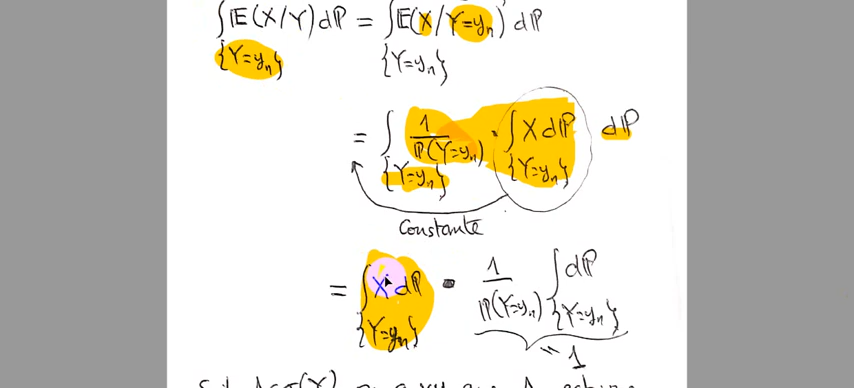 ∫ E(X/Y) dP = ∫ E(X/Y=yₙ) dP
{Y=yₙ} {Y=yₙ}
= ∫ 1/P(Y=yₙ) · ∫ X dP dP
{Y=yₙ} {Y=yₙ}
Constante
= ∫ X dP · 1/P(Y=yₙ) ∫ dP
{Y=yₙ} {Y=yₙ}
= 1